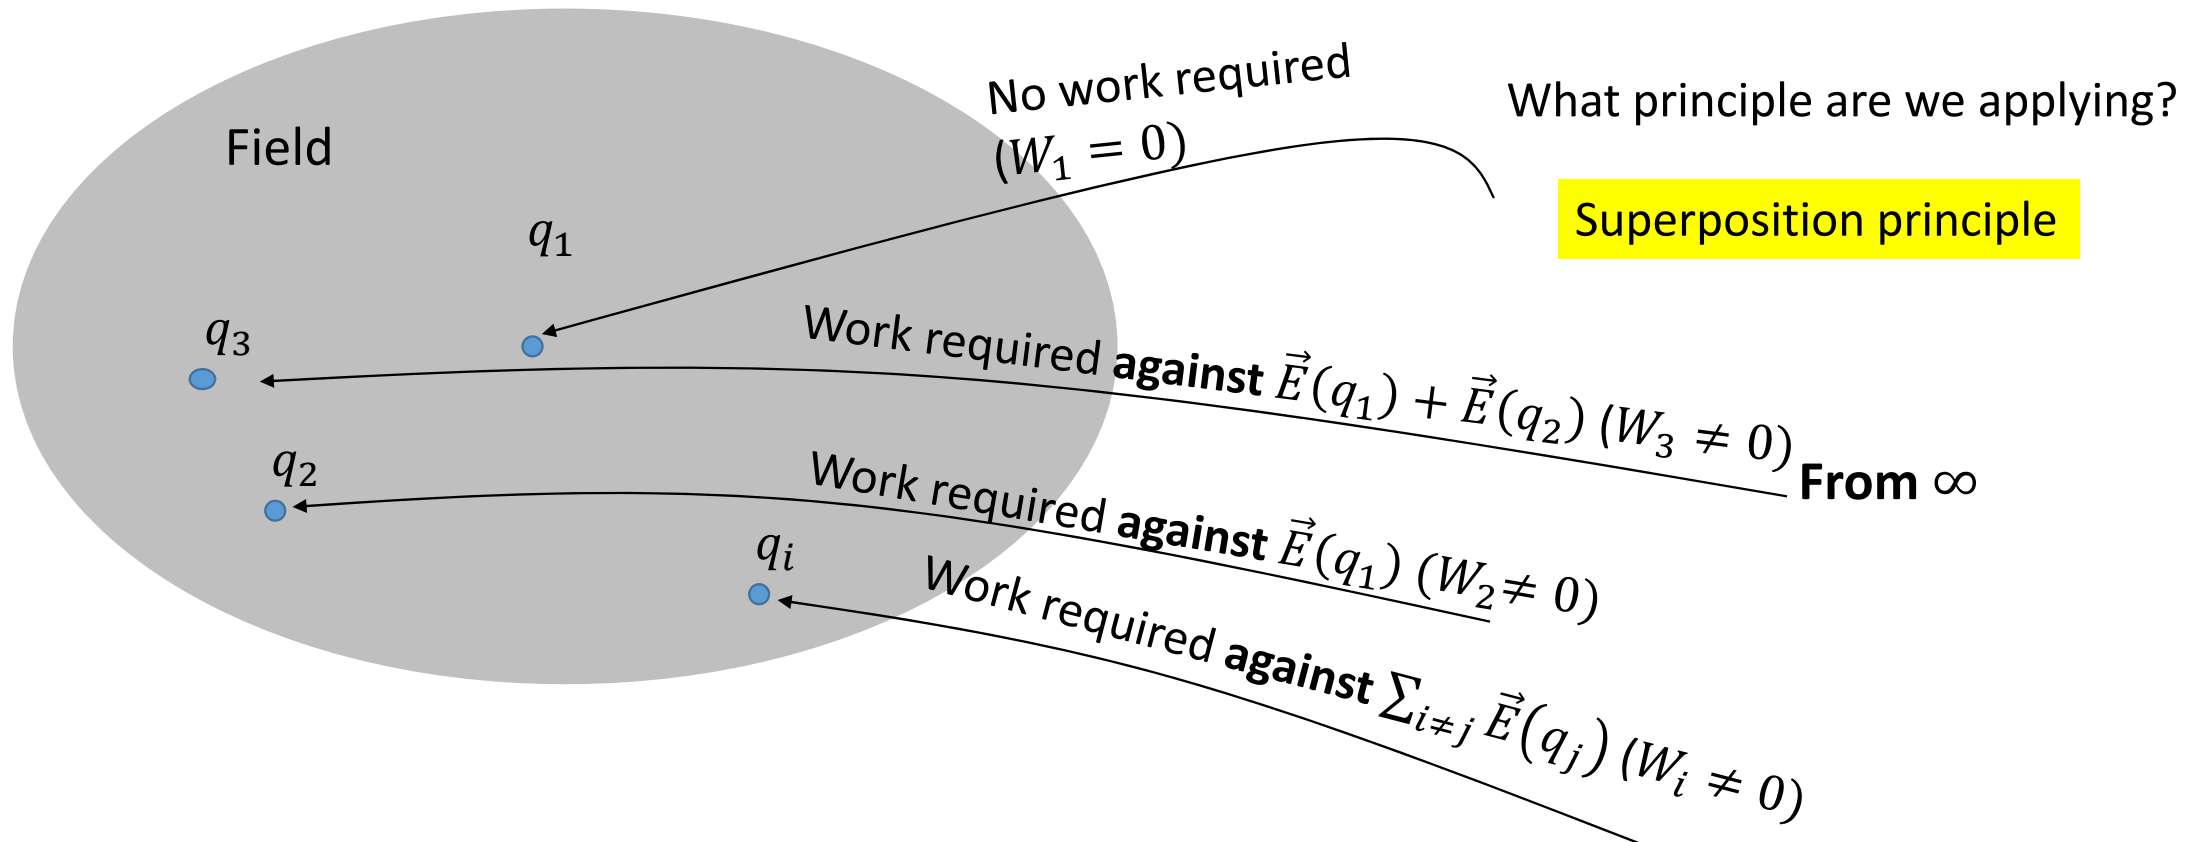 No work required
(𝑊₁ = 0)
What principle are we applying?
Field
Superposition principle
𝑞₁
𝑞₃
Work required against 𝐸⃗(𝑞₁) + 𝐸⃗(𝑞₂) (𝑊₃ ≠ 0)
From ∞
𝑞₂
Work required against 𝐸⃗(𝑞₁) (𝑊₂≠ 0)
𝑞ᵢ
Work required against ∑ᵢ≠ⱼ 𝐸⃗(𝑞ⱼ) (𝑊ᵢ ≠ 0)